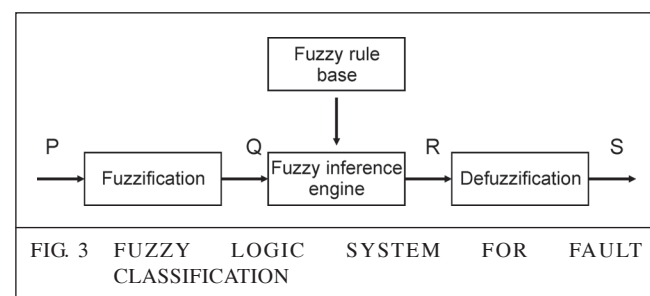 Fuzzy rule
base
P
Q
R
S
Fuzzification
Fuzzy inference
engine
Defuzzification
FIG. 3 FUZZY LOGIC SYSTEM FOR FAULT
CLASSIFICATION